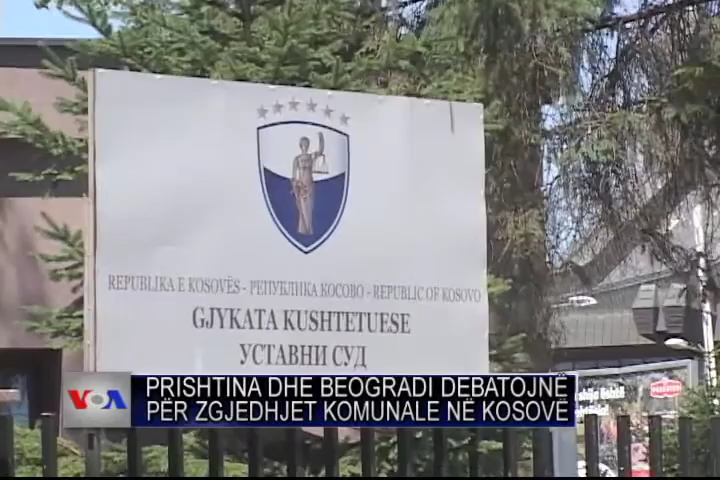 REPUBLIKA E KOSOVËS - РЕПУБЛИКА КОСОВО - REPUBLIC OF KOSOVO
GJYKATA KUSHTETUESE
УСТАВНИ СУД
VOA
PRISHTINA DHE BEOGRADI DEBATOJNË
PËR ZGJEDHJET KOMUNALE NË KOSOVË